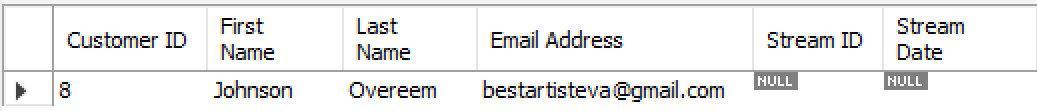 Customer ID First Name Last Name Email Address Stream ID Stream Date
8 Johnson Overeem bestartisteva@gmail.com NULL NULL